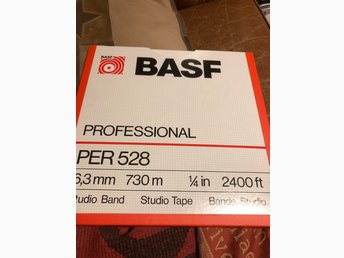 BASF
BASF
PROFESSIONAL
PER 528
6,3 mm 730 m ¼ in 2400 ft
tudio Band Studio Tape Bande Studio